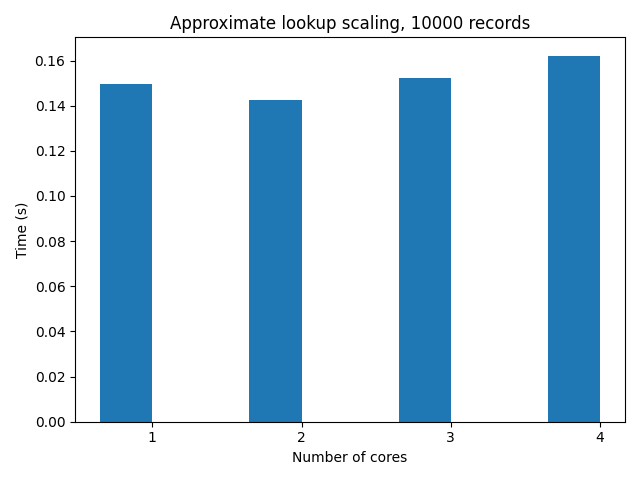 Approximate lookup scaling, 10000 records
Time (s)
0.16
0.14
0.12
0.10
0.08
0.06
0.04
0.02
0.00
1 2 3 4
Number of cores